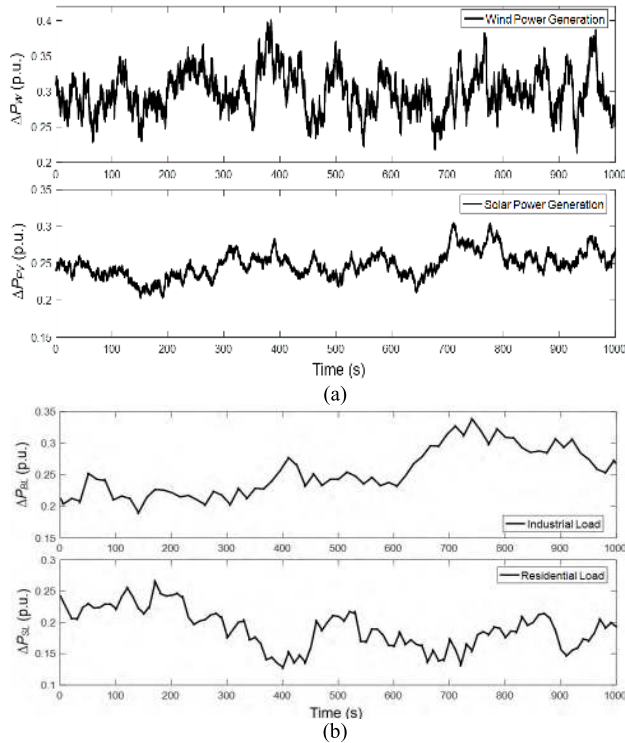 0.4
0.35
0.3
0.25
0.2
ΔP_W (p.u.)
Wind Power Generation
0 100 200 300 400 500 600 700 800 900 1000
0.35
0.3
0.25
0.2
0.15
ΔP_PV (p.u.)
Solar Power Generation
0 100 200 300 400 500 600 700 800 900 1000
Time (s)
(a)
0.35
0.3
0.25
0.2
0.15
ΔP_BL (p.u.)
Industrial Load
0 100 200 300 400 500 600 700 800 900 1000
0.3
0.25
0.2
0.15
0.1
ΔP_SL (p.u.)
Residential Load
0 100 200 300 400 500 600 700 800 900 1000
Time (s)
(b)